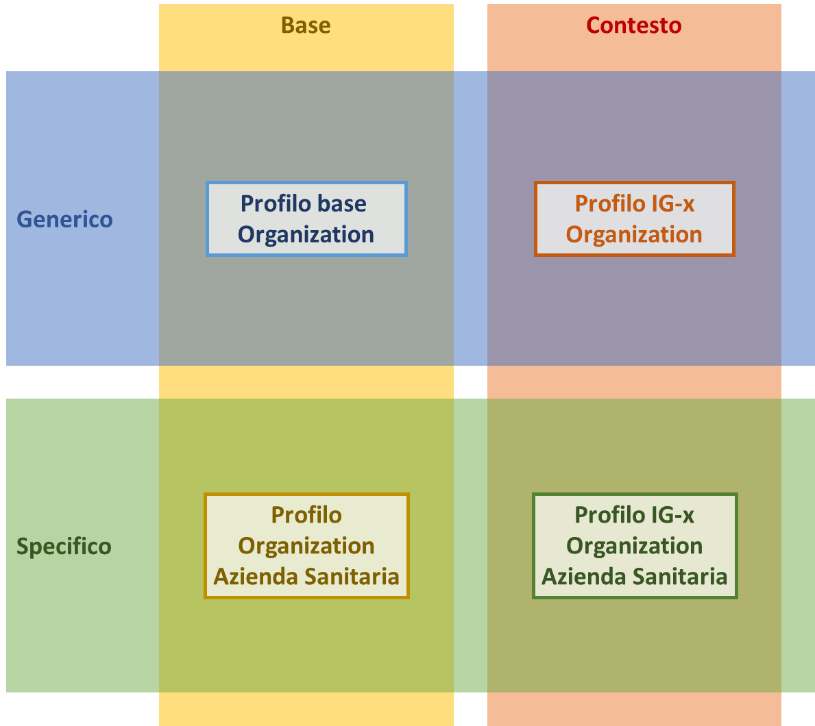 Base
Contesto
Generico
Profilo base
Organization
Profilo IG-x
Organization
Specifico
Profilo
Organization
Azienda Sanitaria
Profilo IG-x
Organization
Azienda Sanitaria